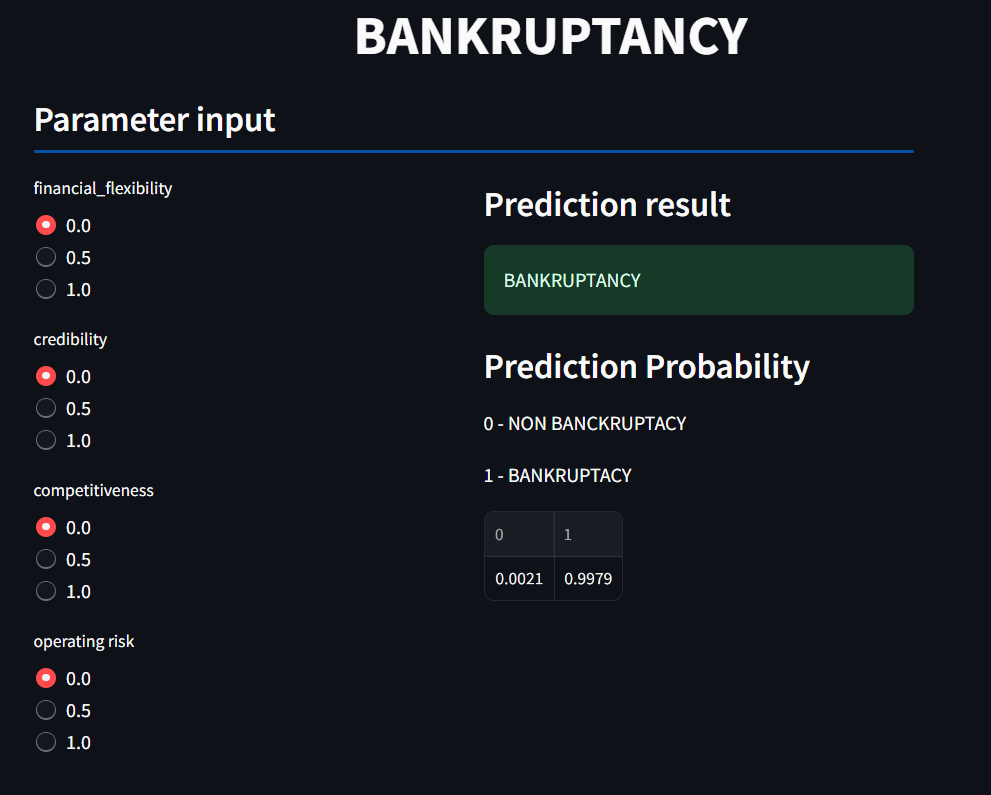 BANKRUPTANCY
Parameter input
financial_flexibility
0.0
0.5
1.0
credibility
0.0
0.5
1.0
competitiveness
0.0
0.5
1.0
operating risk
0.0
0.5
1.0
Prediction result
BANKRUPTANCY
Prediction Probability
0 - NON BANCKRUPTACY
1 - BANKRUPTACY
0 1
0.0021 0.9979